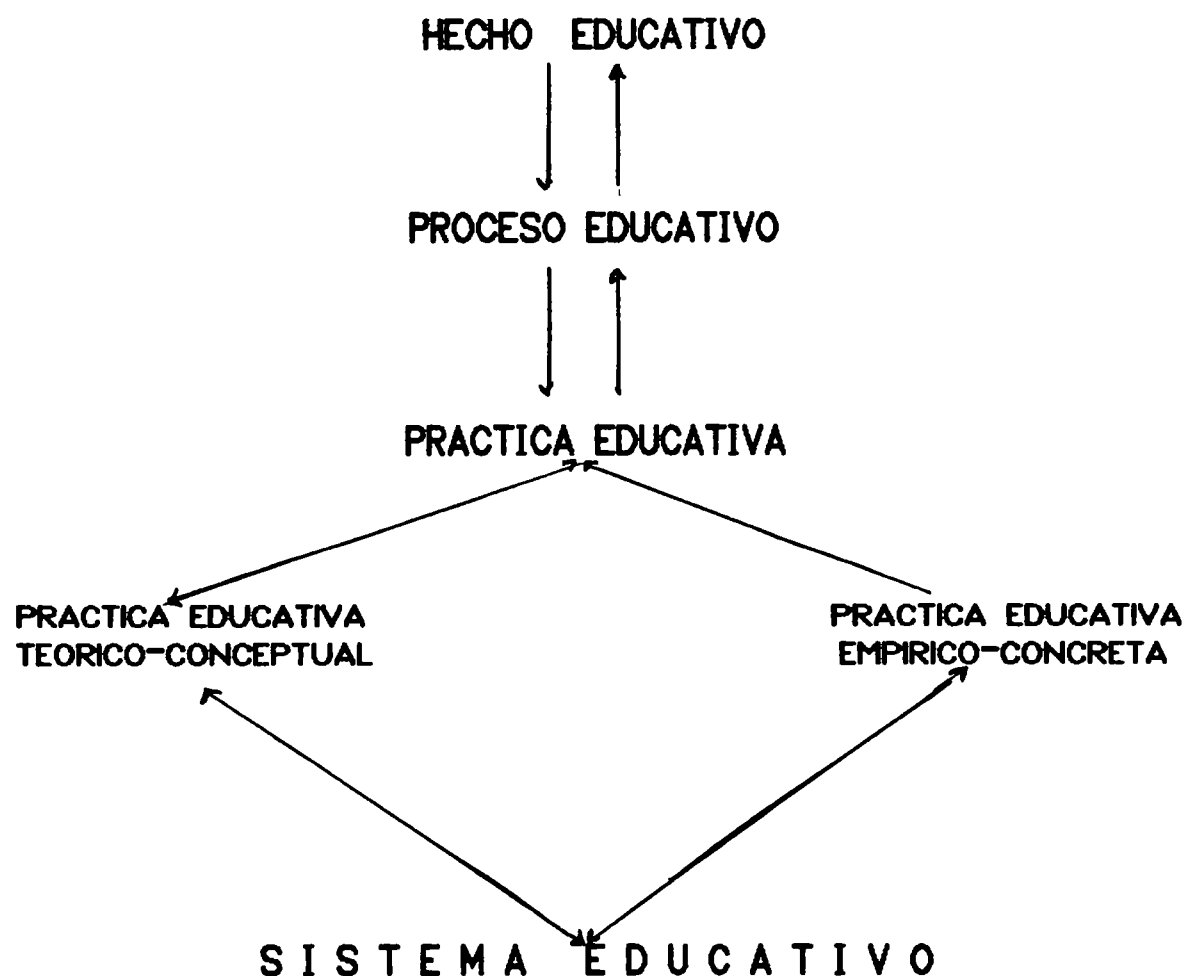 HECHO EDUCATIVO
PROCESO EDUCATIVO
PRACTICA EDUCATIVA
PRACTICA EDUCATIVA
TEORICO-CONCEPTUAL
PRACTICA EDUCATIVA
EMPIRICO-CONCRETA
SISTEMA EDUCATIVO